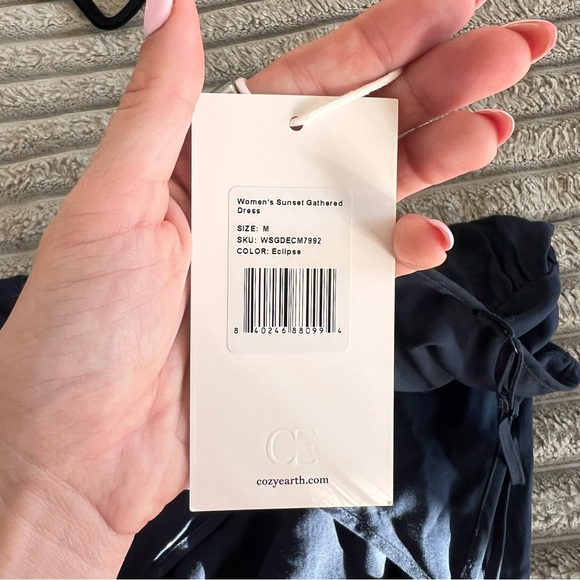 Women's Sunset Gathered
Dress
SIZE: M
SKU: WSGDECM7992
COLOR: Eclipse
8 40246 88099 4
CE
cozyearth.com